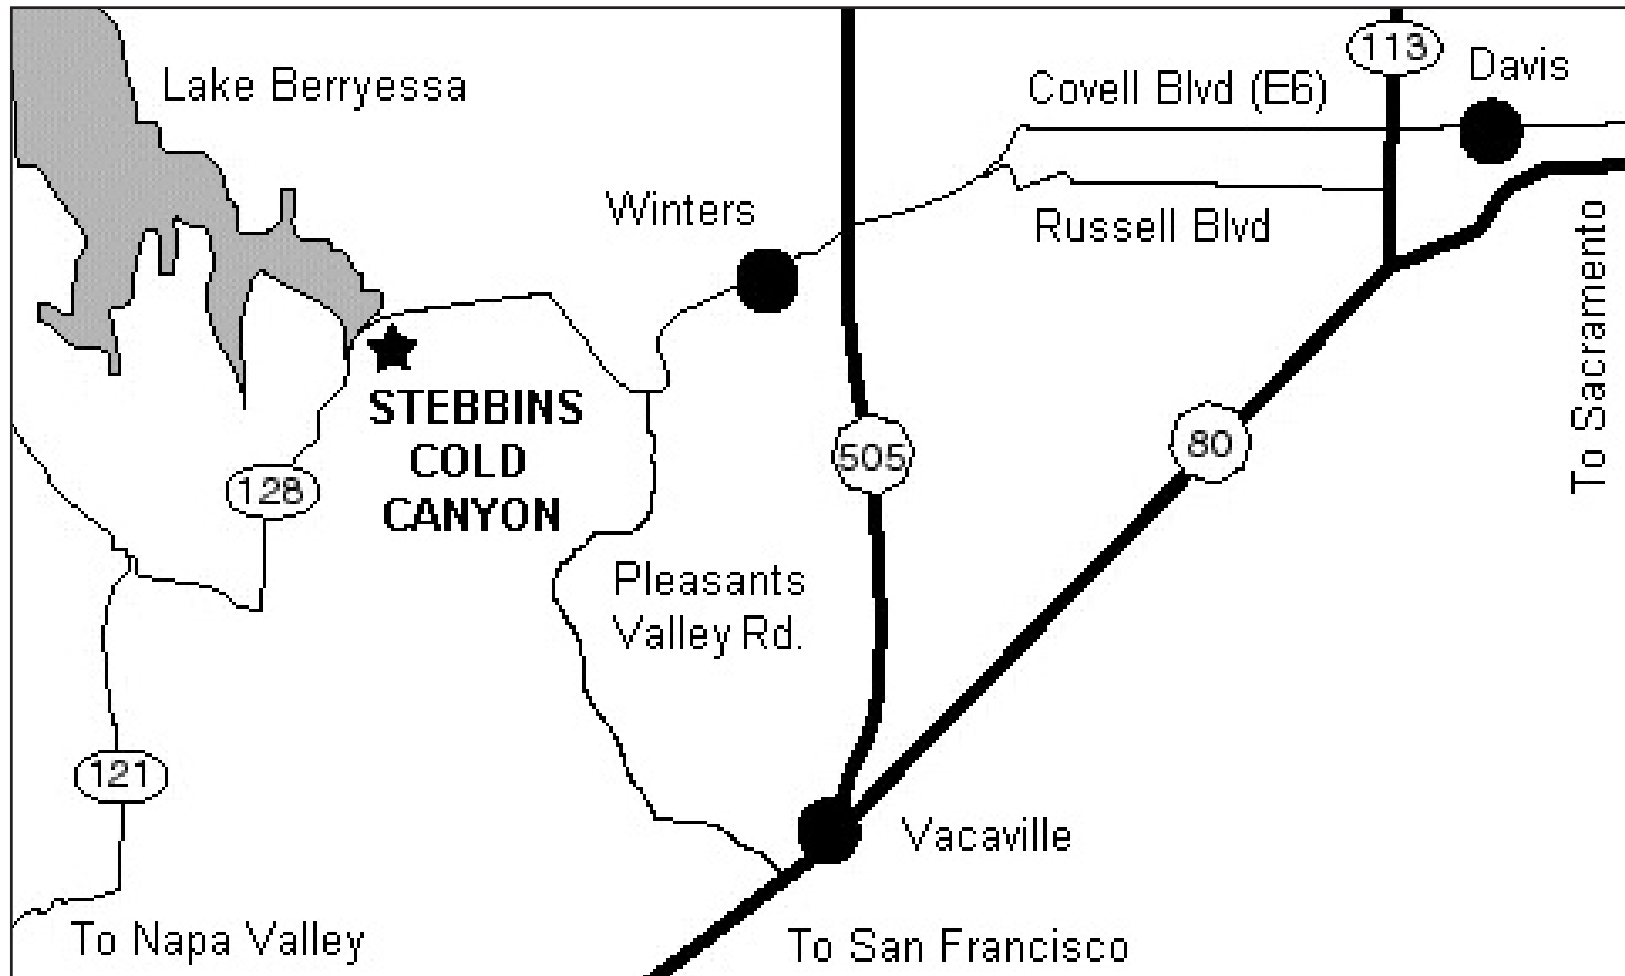 113
Davis
Lake Berryessa
Covell Blvd (E6)
Winters
Russell Blvd
To Sacramento
STEBBINS
COLD
CANYON
505
80
128
Pleasants
Valley Rd.
121
Vacaville
To Napa Valley
To San Francisco